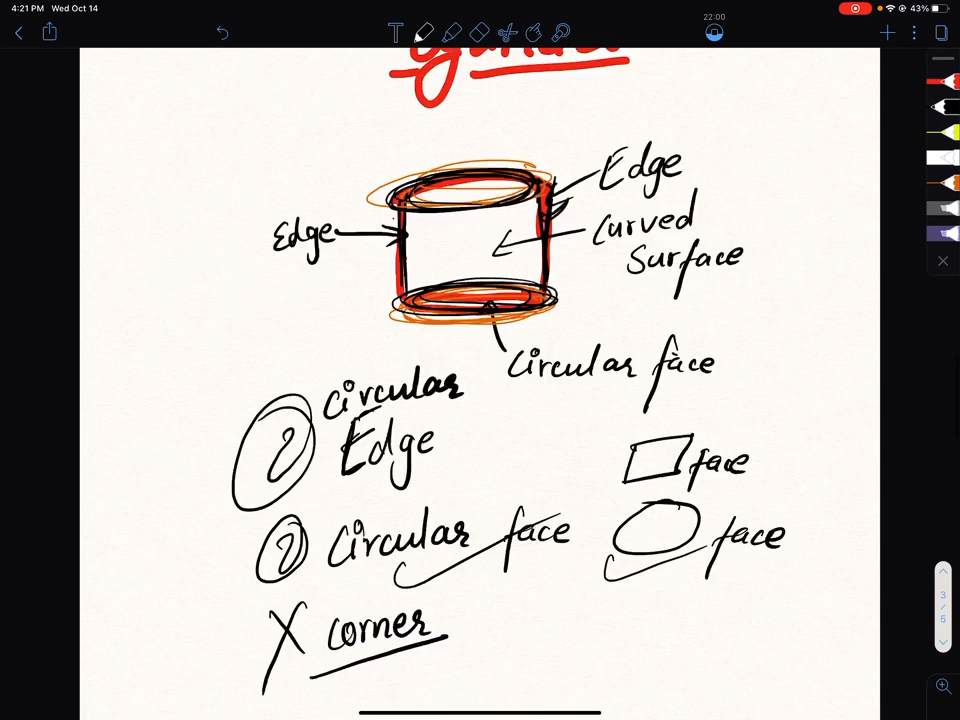 4:21 PM Wed Oct 14
43%
22:00
T
Edge
Edge
Curved
Surface
Circular face
Circular
2 Edge
face
2 Circular face
face
X corner
3
/
5